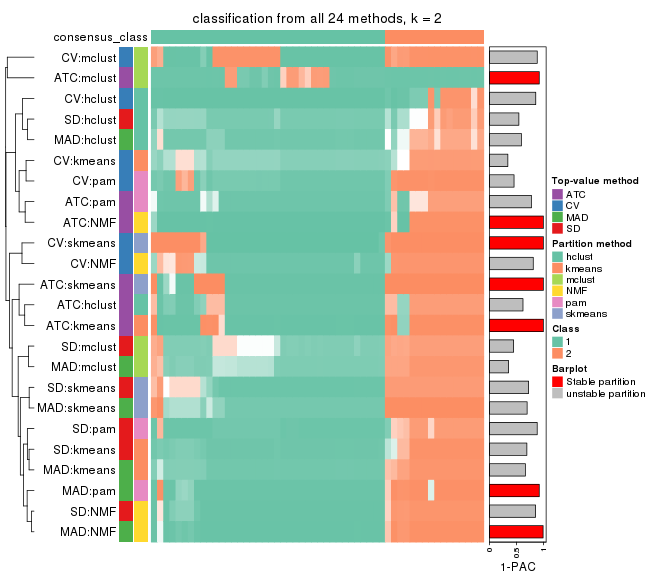 classification from all 24 methods, k = 2
consensus_class
CV:mclust
ATC:mclust
CV:hclust
SD:hclust
MAD:hclust
CV:kmeans
CV:pam
ATC:pam
ATC:NMF
CV:skmeans
CV:NMF
ATC:skmeans
ATC:hclust
ATC:kmeans
SD:mclust
MAD:mclust
SD:skmeans
MAD:skmeans
SD:pam
SD:kmeans
MAD:kmeans
MAD:pam
SD:NMF
MAD:NMF
0
0.5
1
1-PAC
Top-value method
ATC
CV
MAD
SD
Partition method
hclust
kmeans
mclust
NMF
pam
skmeans
Class
1
2
Barplot
Stable partition
unstable partition